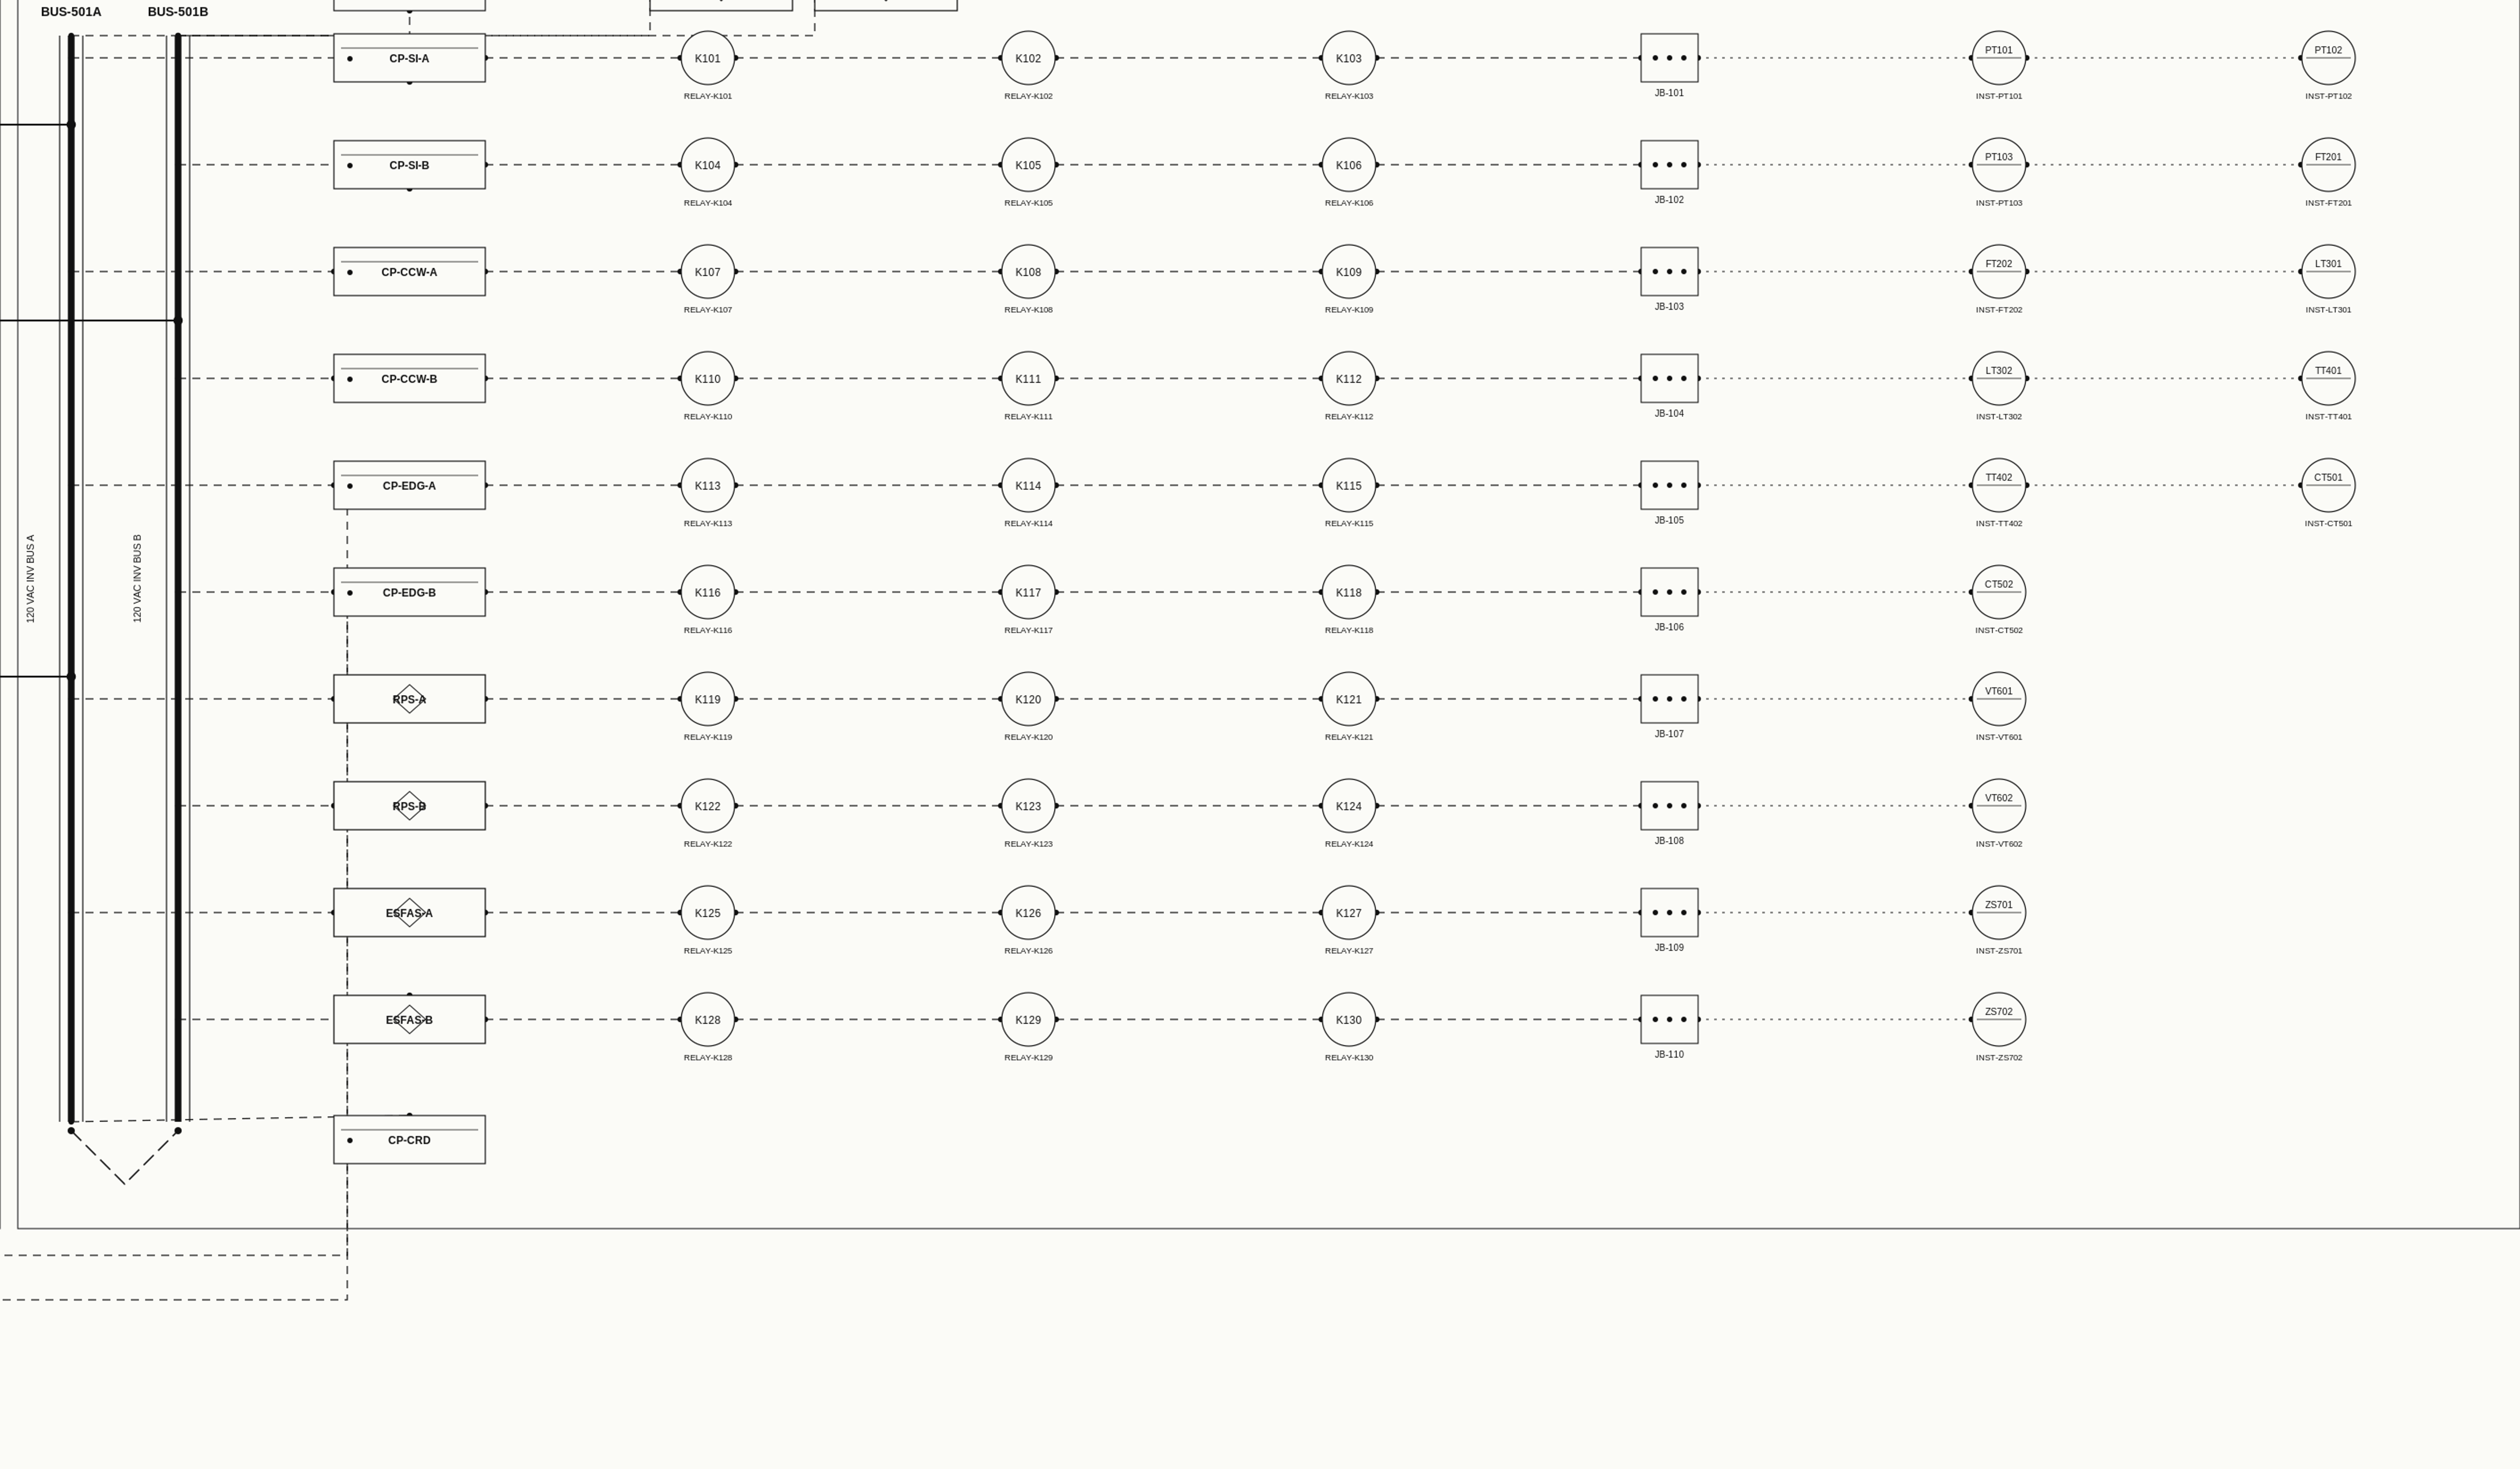 BUS-501A BUS-501B
CP-SI-A K101 K102 K103 PT101 PT102
RELAY-K101 RELAY-K102 RELAY-K103 JB-101 INST-PT101 INST-PT102
CP-SI-B K104 K105 K106 PT103 FT201
RELAY-K104 RELAY-K105 RELAY-K106 JB-102 INST-PT103 INST-FT201
CP-CCW-A K107 K108 K109 FT202 LT301
RELAY-K107 RELAY-K108 RELAY-K109 JB-103 INST-FT202 INST-LT301
CP-CCW-B K110 K111 K112 LT302 TT401
RELAY-K110 RELAY-K111 RELAY-K112 JB-104 INST-LT302 INST-TT401
CP-EDG-A K113 K114 K115 TT402 CT501
RELAY-K113 RELAY-K114 RELAY-K115 JB-105 INST-TT402 INST-CT501
120 VAC INV BUS A
120 VAC INV BUS B
CP-EDG-B K116 K117 K118 CT502
RELAY-K116 RELAY-K117 RELAY-K118 JB-106 INST-CT502
RPS-A K119 K120 K121 VT601
RELAY-K119 RELAY-K120 RELAY-K121 JB-107 INST-VT601
RPS-B K122 K123 K124 VT602
RELAY-K122 RELAY-K123 RELAY-K124 JB-108 INST-VT602
ESFAS-A K125 K126 K127 ZS701
RELAY-K125 RELAY-K126 RELAY-K127 JB-109 INST-ZS701
ESFAS-B K128 K129 K130 ZS702
RELAY-K128 RELAY-K129 RELAY-K130 JB-110 INST-ZS702
CP-CRD